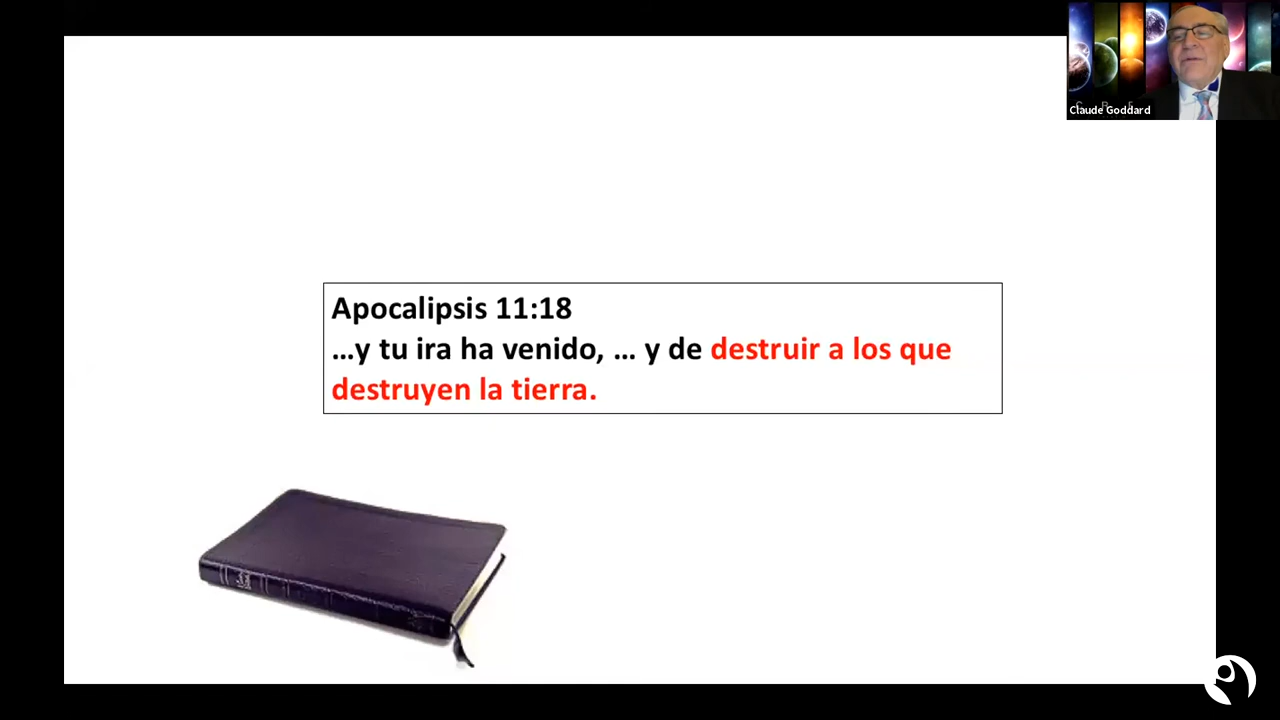 Claude Goddard
Apocalipsis 11:18
…y tu ira ha venido, … y de destruir a los que
destruyen la tierra.